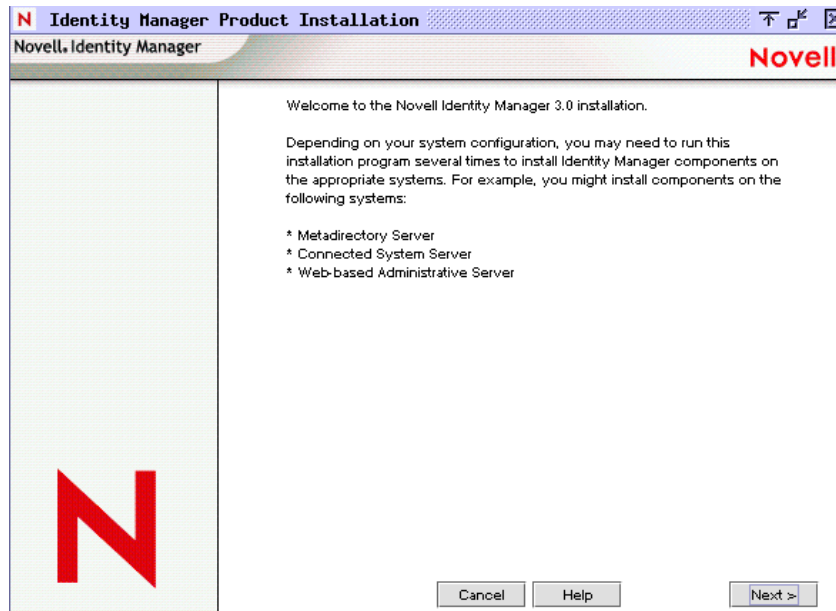 N Identity Manager Product Installation
Novell. Identity Manager
Novell
Welcome to the Novell Identity Manager 3.0 installation.
Depending on your system configuration, you may need to run this
installation program several times to install Identity Manager components on
the appropriate systems. For example, you might install components on the
following systems:
* Metadirectory Server
* Connected System Server
* Web-based Administrative Server
N
Cancel Help Next >